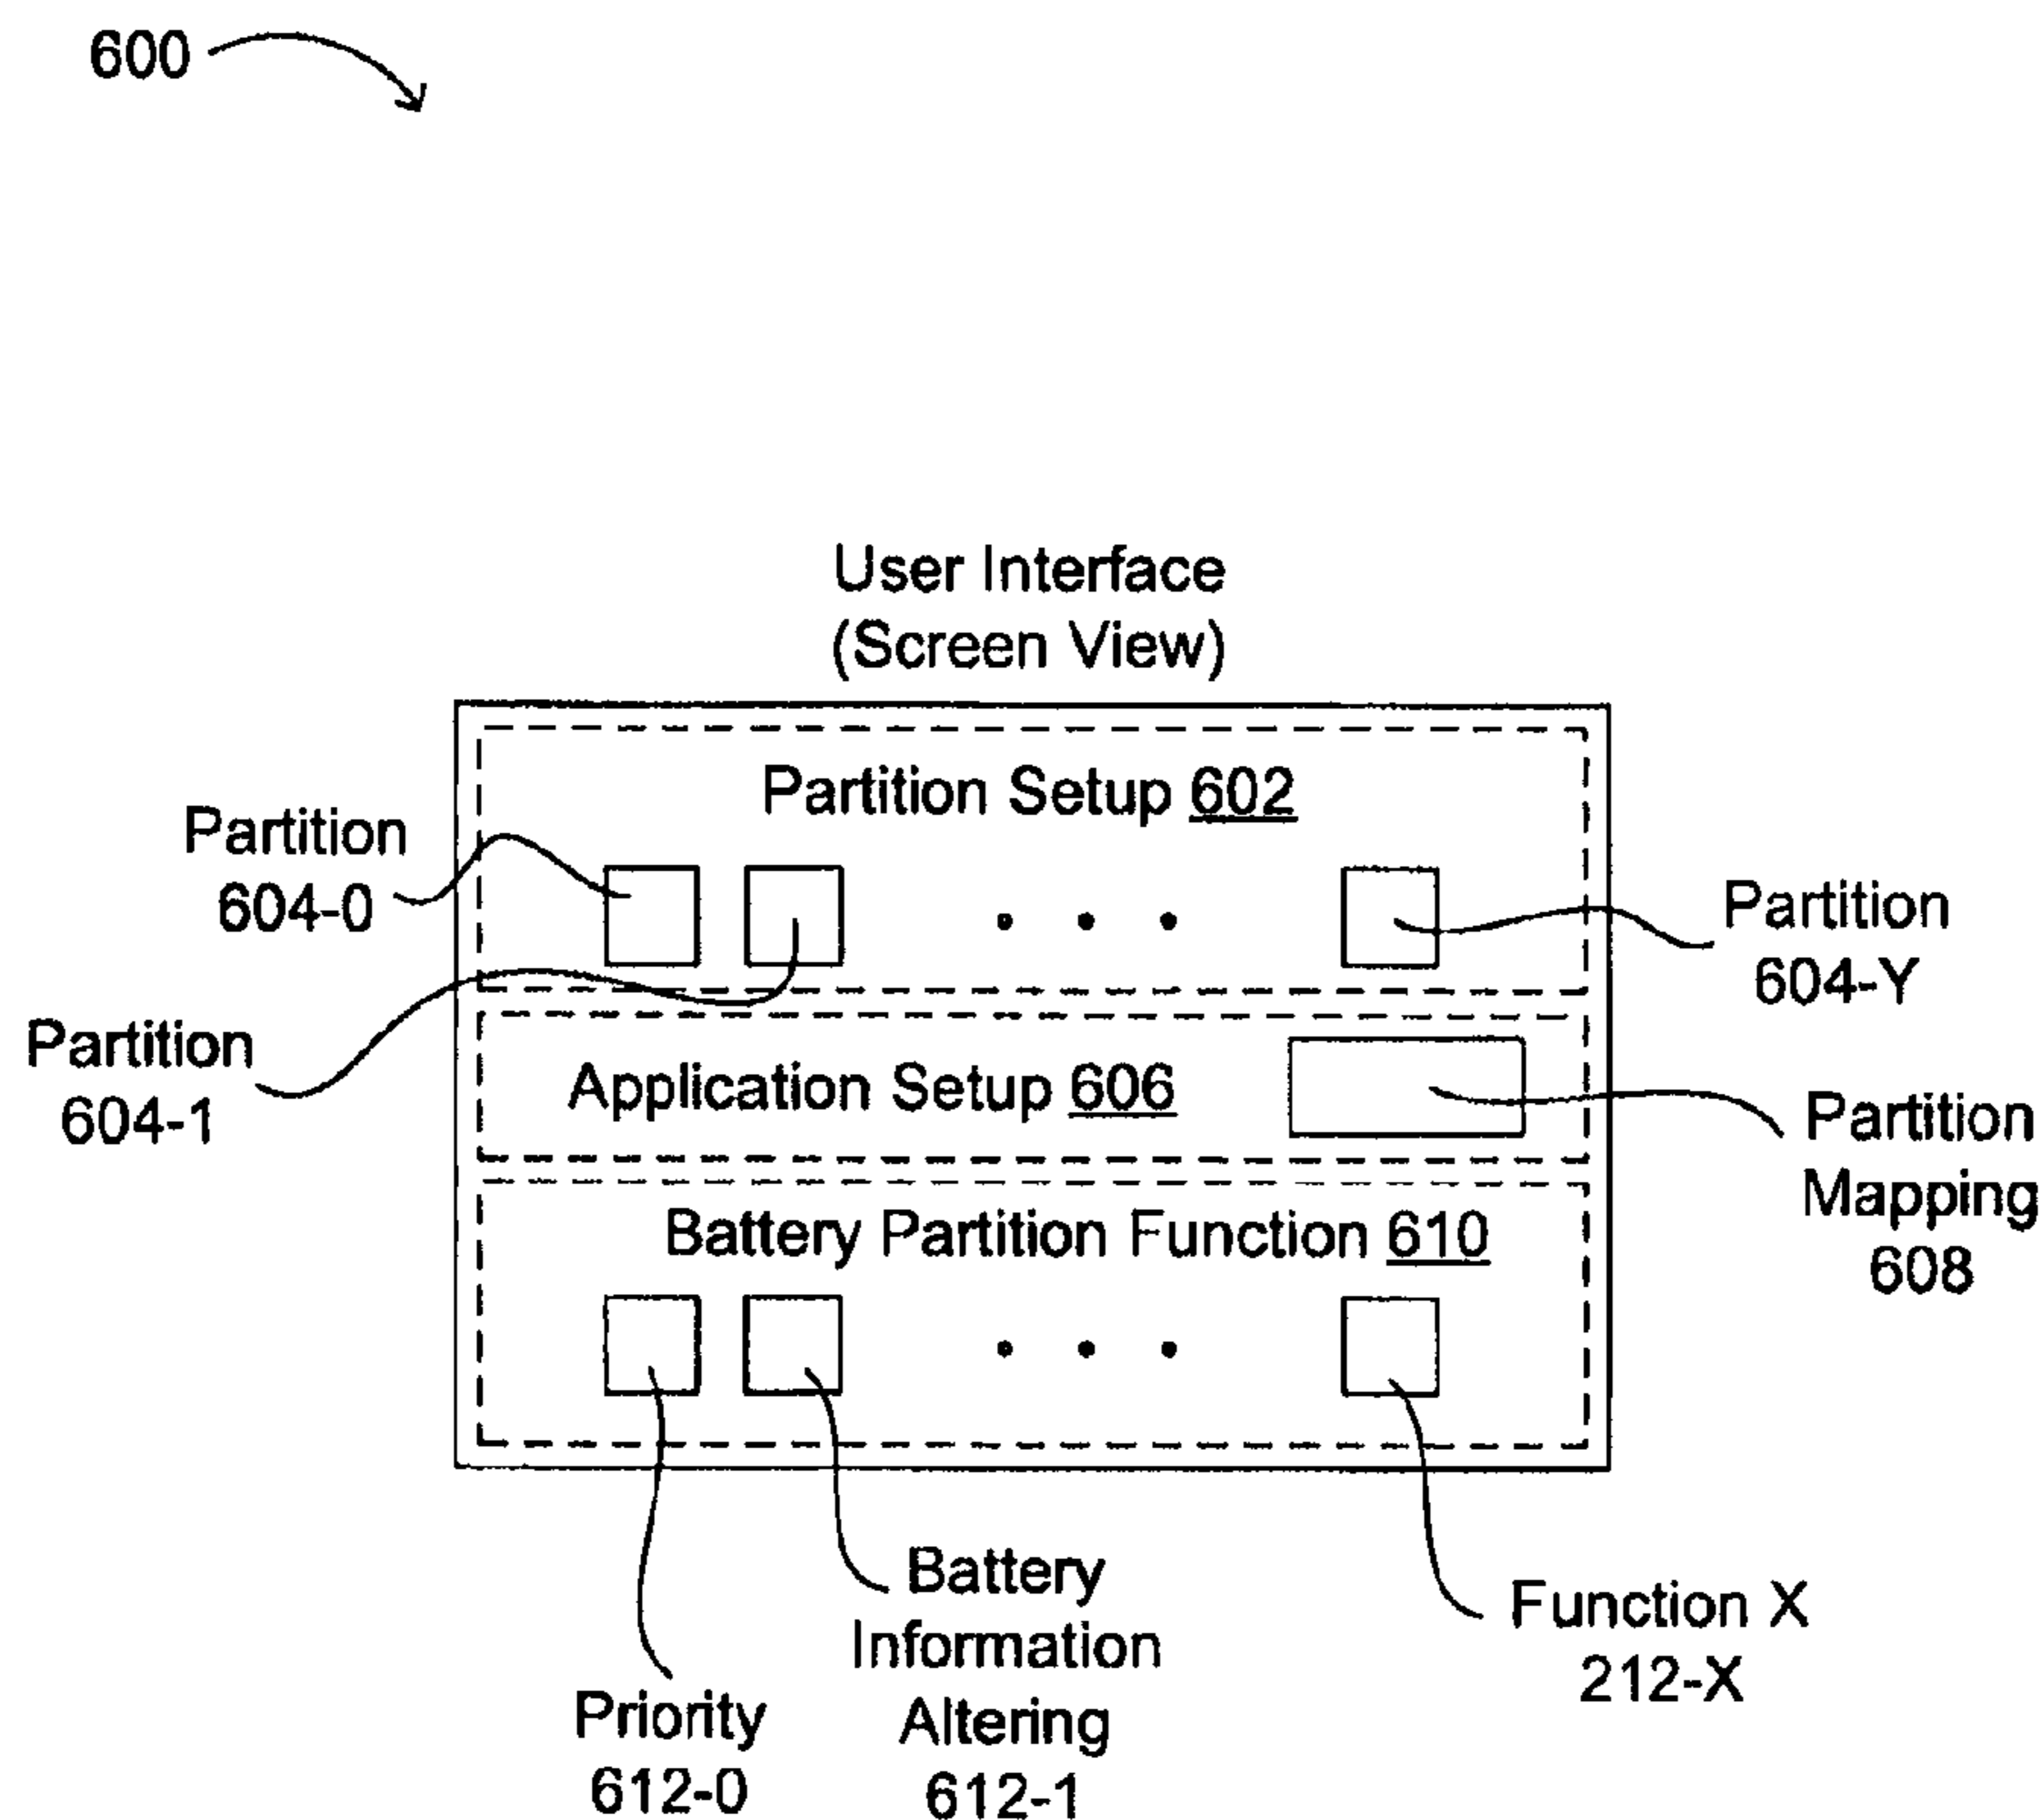 600
User Interface
(Screen View)
Partition Setup 602
Partition
604-0
Partition
604-Y
Partition
604-1
Application Setup 606
Partition
Mapping
608
Battery Partition Function 610
Battery
Information
Altering
612-1
Function X
212-X
Priority
612-0